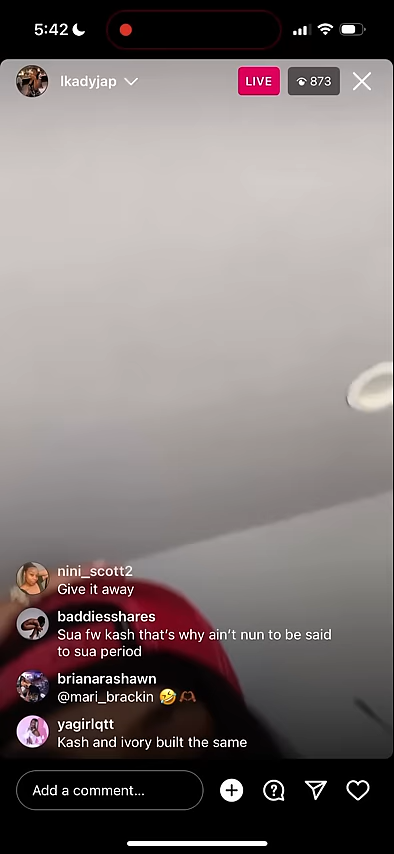 5:42
lkadyjap
LIVE
873
nini_scott2
Give it away
baddiesshares
Sua fw kash that's why ain't nun to be said
to sua period
brianarashawn
@mari_brackin 🤣🫶🏾
yagirlqtt
Kash and ivory built the same
Add a comment...